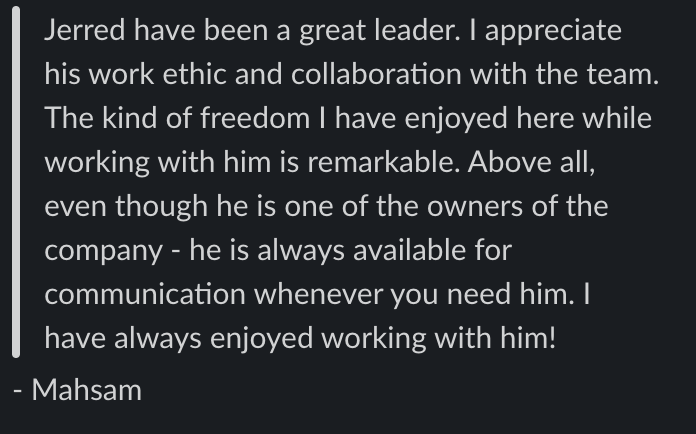 Jerred have been a great leader. I appreciate
his work ethic and collaboration with the team.
The kind of freedom I have enjoyed here while
working with him is remarkable. Above all,
even though he is one of the owners of the
company - he is always available for
communication whenever you need him. I
have always enjoyed working with him!
- Mahsam